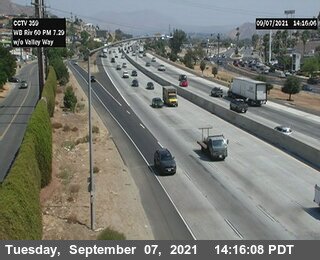 CCTV 359
WB Riv 60 PM 7.29
w/o Valley Way
09/07/2021
14:16:06
Tuesday, September 07, 2021 14:16:08 PDT